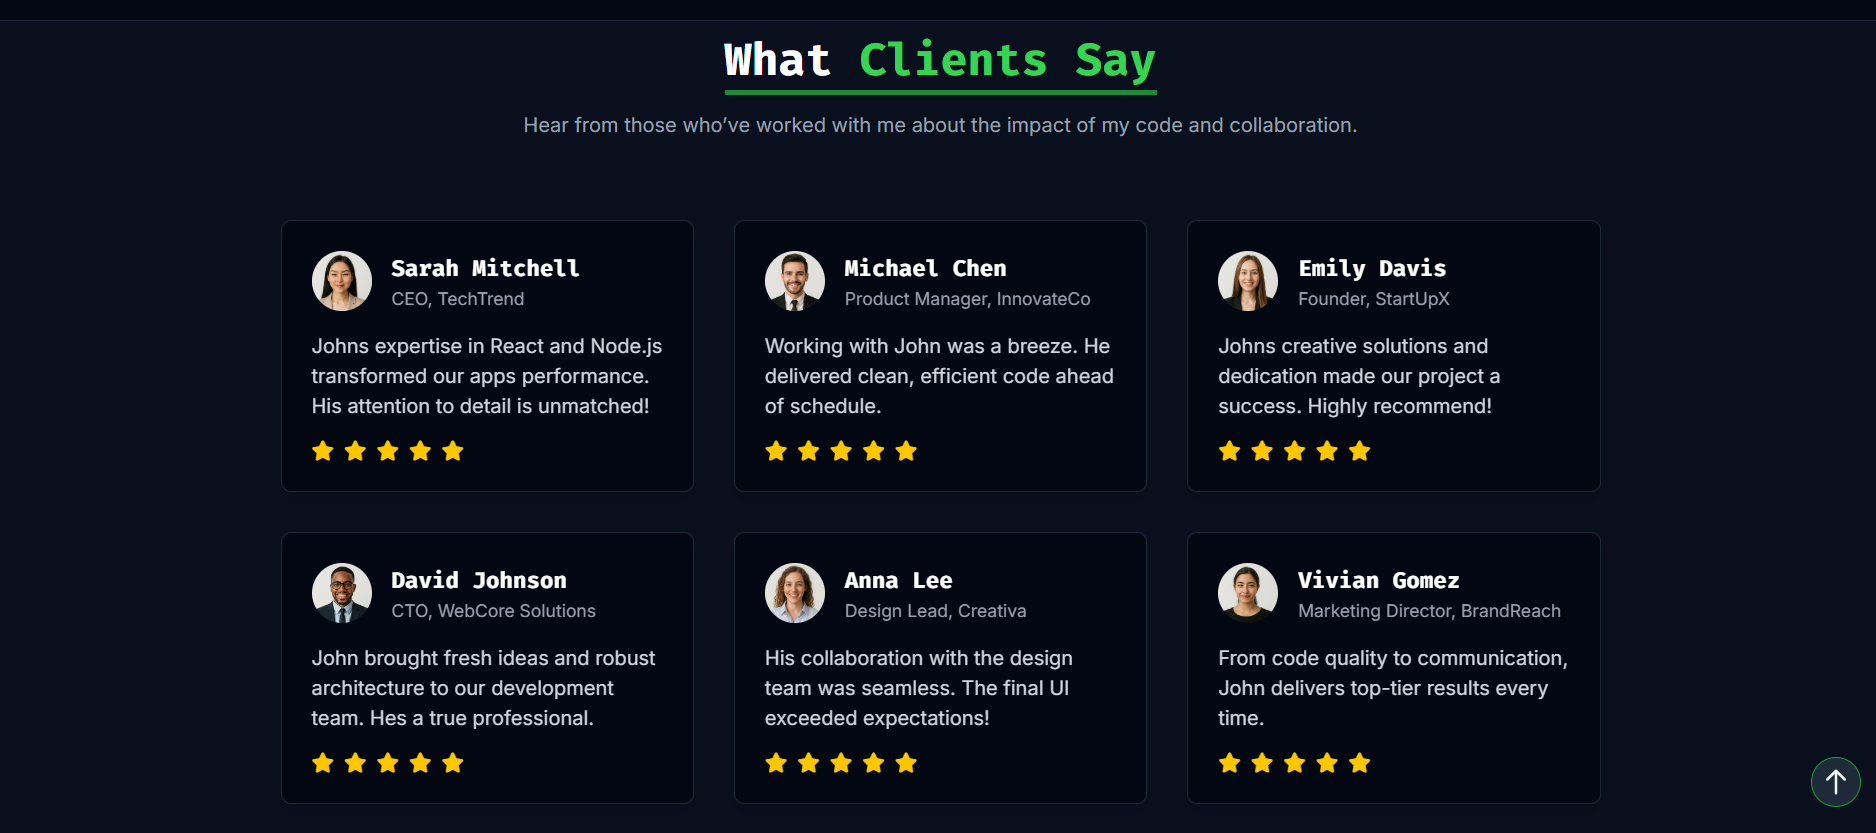 What Clients Say
Hear from those who’ve worked with me about the impact of my code and collaboration.
Sarah Mitchell
CEO, TechTrend
Johns expertise in React and Node.js
transformed our apps performance.
His attention to detail is unmatched!
Michael Chen
Product Manager, InnovateCo
Working with John was a breeze. He
delivered clean, efficient code ahead
of schedule.
Emily Davis
Founder, StartUpX
Johns creative solutions and
dedication made our project a
success. Highly recommend!
David Johnson
CTO, WebCore Solutions
John brought fresh ideas and robust
architecture to our development
team. Hes a true professional.
Anna Lee
Design Lead, Creativa
His collaboration with the design
team was seamless. The final UI
exceeded expectations!
Vivian Gomez
Marketing Director, BrandReach
From code quality to communication,
John delivers top-tier results every
time.